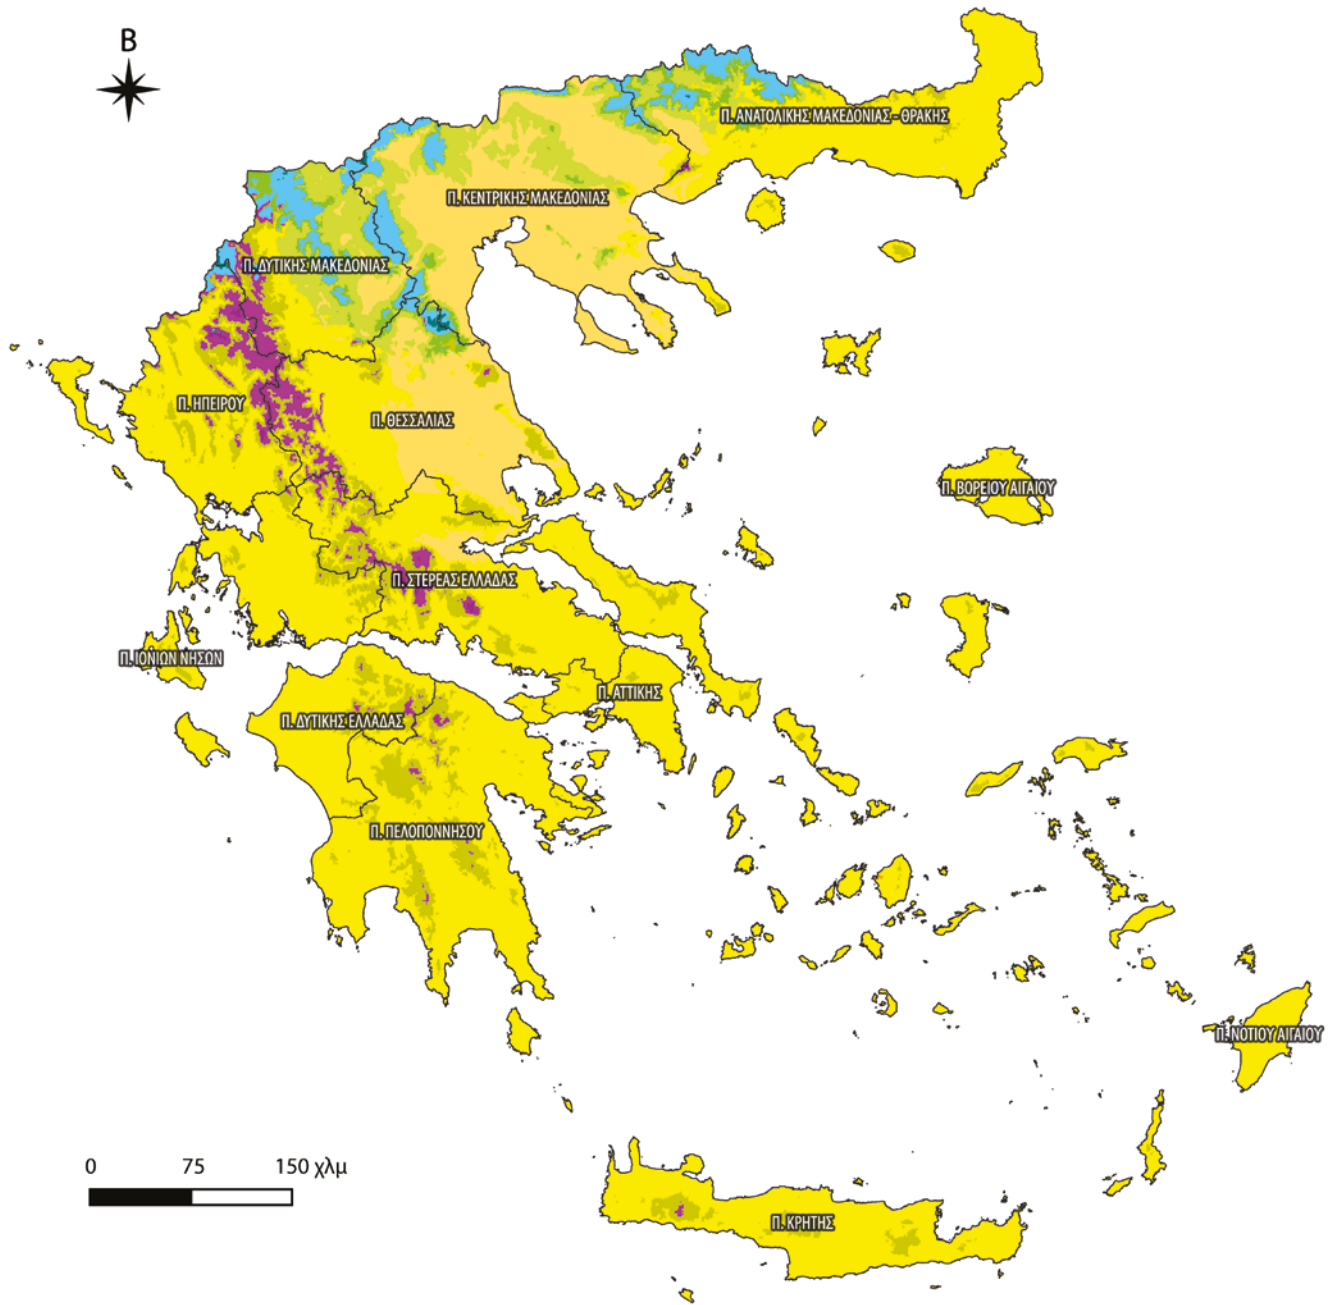 Β
Π. ΑΝΑΤΟΛΙΚΗΣ ΜΑΚΕΔΟΝΙΑΣ - ΘΡΑΚΗΣ
Π. ΚΕΝΤΡΙΚΗΣ ΜΑΚΕΔΟΝΙΑΣ
Π. ΔΥΤΙΚΗΣ ΜΑΚΕΔΟΝΙΑΣ
Π. ΗΠΕΙΡΟΥ
Π. ΘΕΣΣΑΛΙΑΣ
Π. ΒΟΡΕΙΟΥ ΑΙΓΑΙΟΥ
Π. ΣΤΕΡΕΑΣ ΕΛΛΑΔΑΣ
Π. ΙΟΝΙΩΝ ΝΗΣΩΝ
Π. ΑΤΤΙΚΗΣ
Π. ΔΥΤΙΚΗΣ ΕΛΛΑΔΑΣ
Π. ΠΕΛΟΠΟΝΝΗΣΟΥ
Π. ΝΟΤΙΟΥ ΑΙΓΑΙΟΥ
0 75 150 χλμ
Π. ΚΡΗΤΗΣ